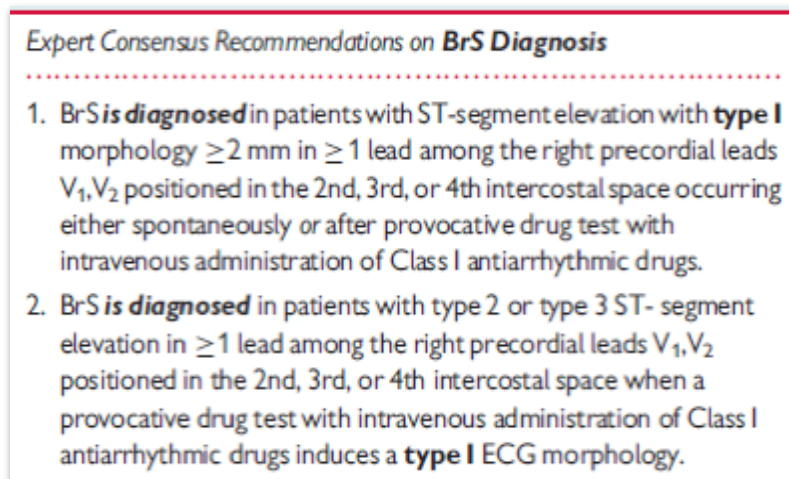 Expert Consensus Recommendations on BrS Diagnosis
1. BrS is diagnosed in patients with ST-segment elevation with type I
morphology ≥2 mm in ≥1 lead among the right precordial leads
V₁,V₂ positioned in the 2nd, 3rd, or 4th intercostal space occurring
either spontaneously or after provocative drug test with
intravenous administration of Class I antiarrhythmic drugs.
2. BrS is diagnosed in patients with type 2 or type 3 ST- segment
elevation in ≥1 lead among the right precordial leads V₁,V₂
positioned in the 2nd, 3rd, or 4th intercostal space when a
provocative drug test with intravenous administration of Class I
antiarrhythmic drugs induces a type I ECG morphology.